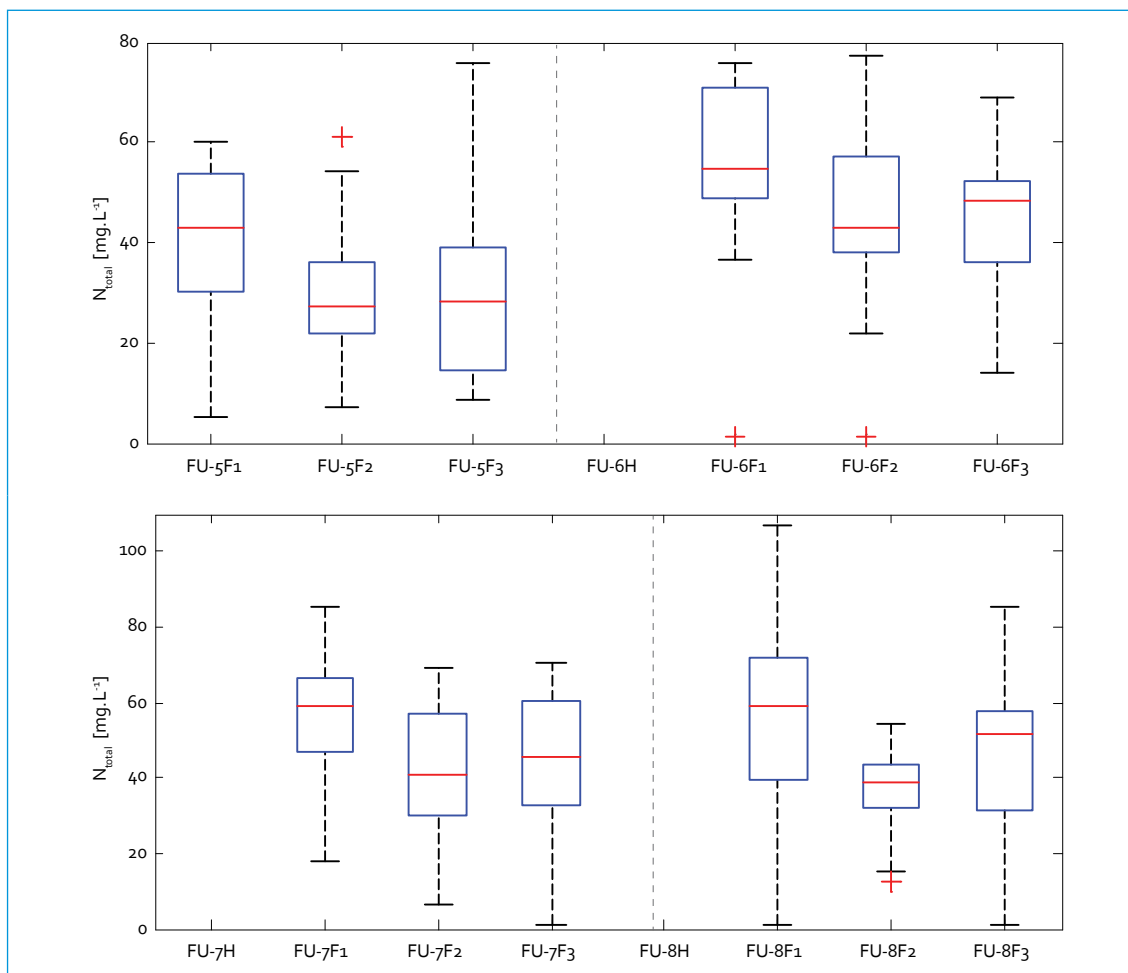 80
60
40
20
0
N_total [mg.L⁻¹]
FU-5F1 FU-5F2 FU-5F3 FU-6H FU-6F1 FU-6F2 FU-6F3
100
80
60
40
20
0
N_total [mg.L⁻¹]
FU-7H FU-7F1 FU-7F2 FU-7F3 FU-8H FU-8F1 FU-8F2 FU-8F3